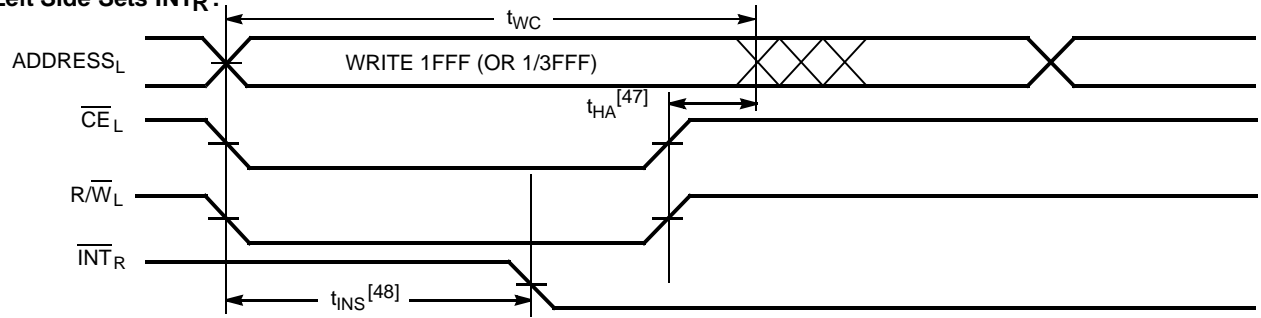 Left Side Sets INTR:
tWC
ADDRESSL
WRITE 1FFF (OR 1/3FFF)
tHA[47]
CEL
R/WL
INTR
tINS[48]